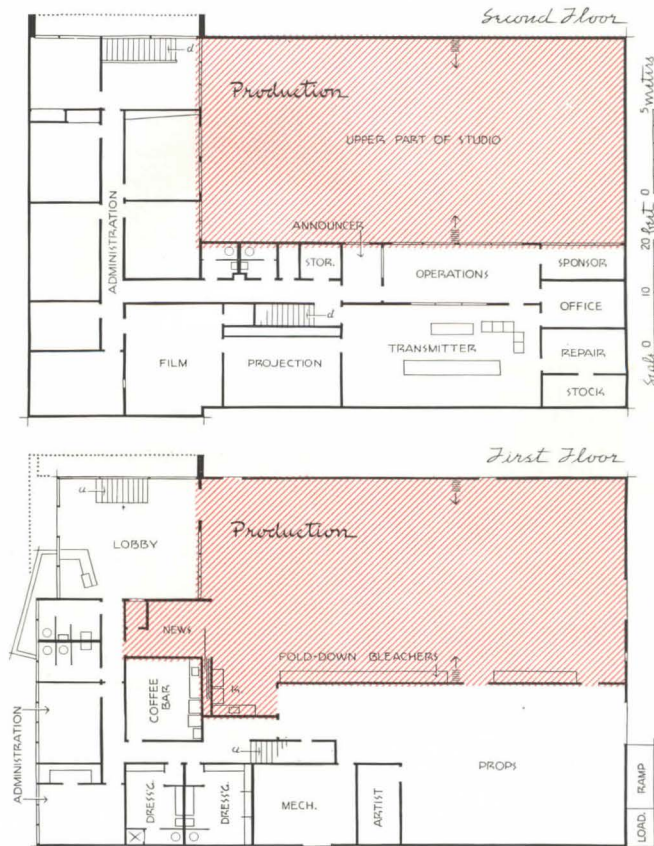 Second Floor
d
Production
UPPER PART OF STUDIO
5 meters
0
ADMINISTRATION
ANNOUNCER
STOR.
OPERATIONS
SPONSOR
OFFICE
d
FILM
PROJECTION
TRANSMITTER
REPAIR
STOCK
20 feet
10
Scale 0
First Floor
u
LOBBY
Production
NEWS
FOLD-DOWN BLEACHERS
K.
COFFEE
BAR
ADMINISTRATION
u
DRESS'G.
DRESS'G.
MECH.
ARTIST
PROPS
RAMP
LOAD.